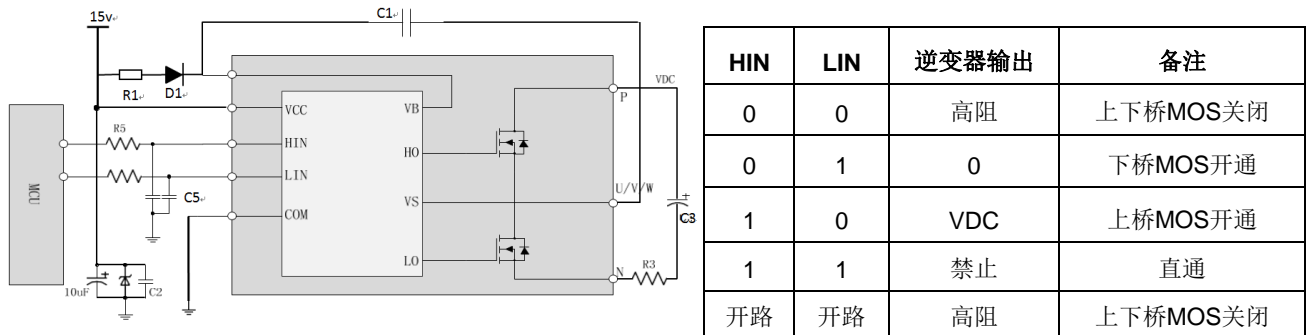 15v
C1
R1
D1
VDC
P
VCC
VB
R5
HIN
HO
LIN
MCU
C5
U/V/W
VS
COM
C3
LO
N
R3
10uF
C2
HIN LIN 逆变器输出 备注
0 0 高阻 上下桥MOS关闭
0 1 0 下桥MOS开通
1 0 VDC 上桥MOS开通
1 1 禁止 直通
开路 开路 高阻 上下桥MOS关闭